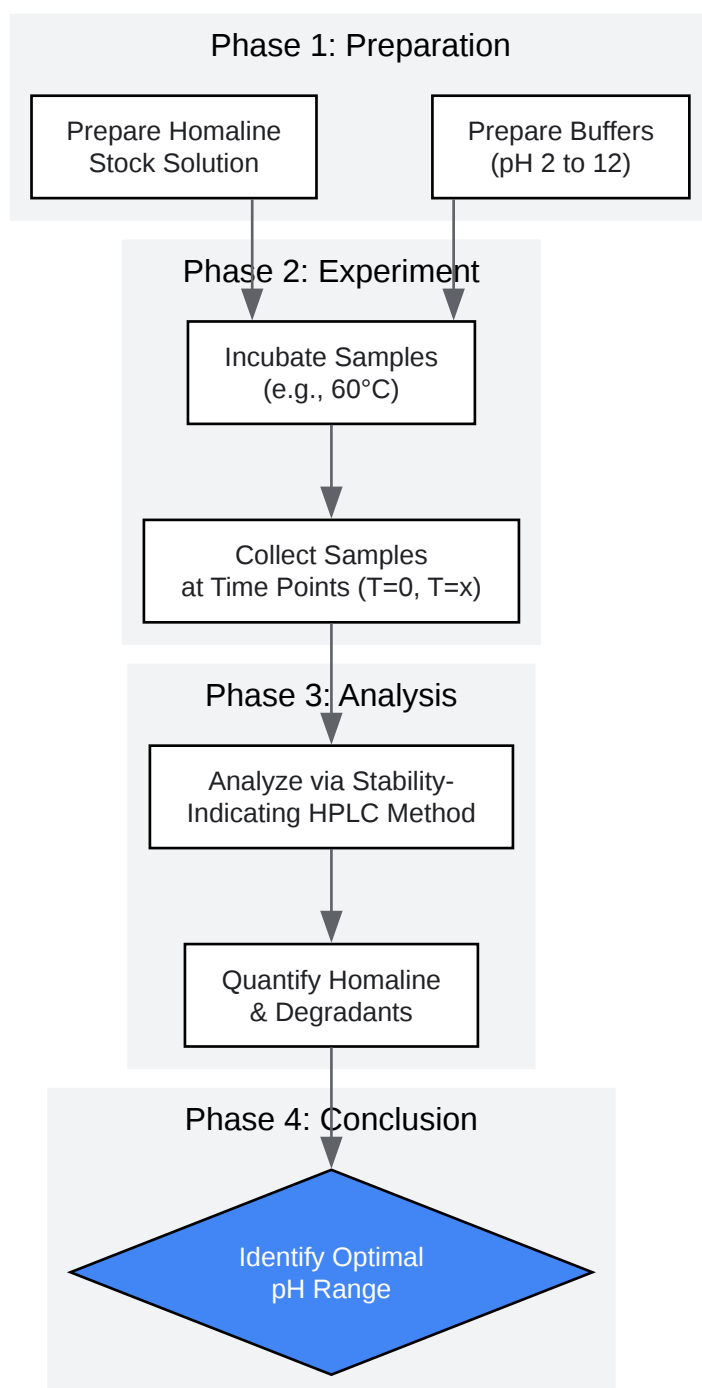 Phase 1: Preparation
Prepare Homaline
Stock Solution
Prepare Buffers
(pH 2 to 12)
Phase 2: Experiment
Incubate Samples
(e.g., 60°C)
Collect Samples
at Time Points (T=0, T=x)
Phase 3: Analysis
Analyze via Stability-
Indicating HPLC Method
Quantify Homaline
& Degradants
Phase 4: Conclusion
Identify Optimal
pH Range